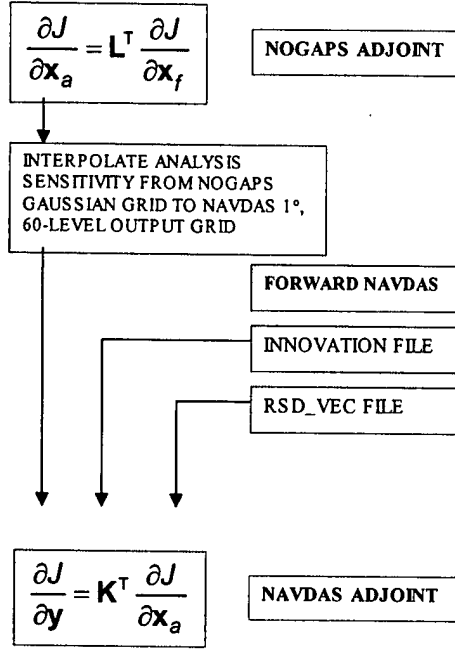 ∂J/∂x_a = L^T ∂J/∂x_f
NOGAPS ADJOINT
INTERPOLATE ANALYSIS
SENSITIVITY FROM NOGAPS
GAUSSIAN GRID TO NAVDAS 1°,
60-LEVEL OUTPUT GRID
FORWARD NAVDAS
INNOVATION FILE
RSD_VEC FILE
∂J/∂y = K^T ∂J/∂x_a
NAVDAS ADJOINT